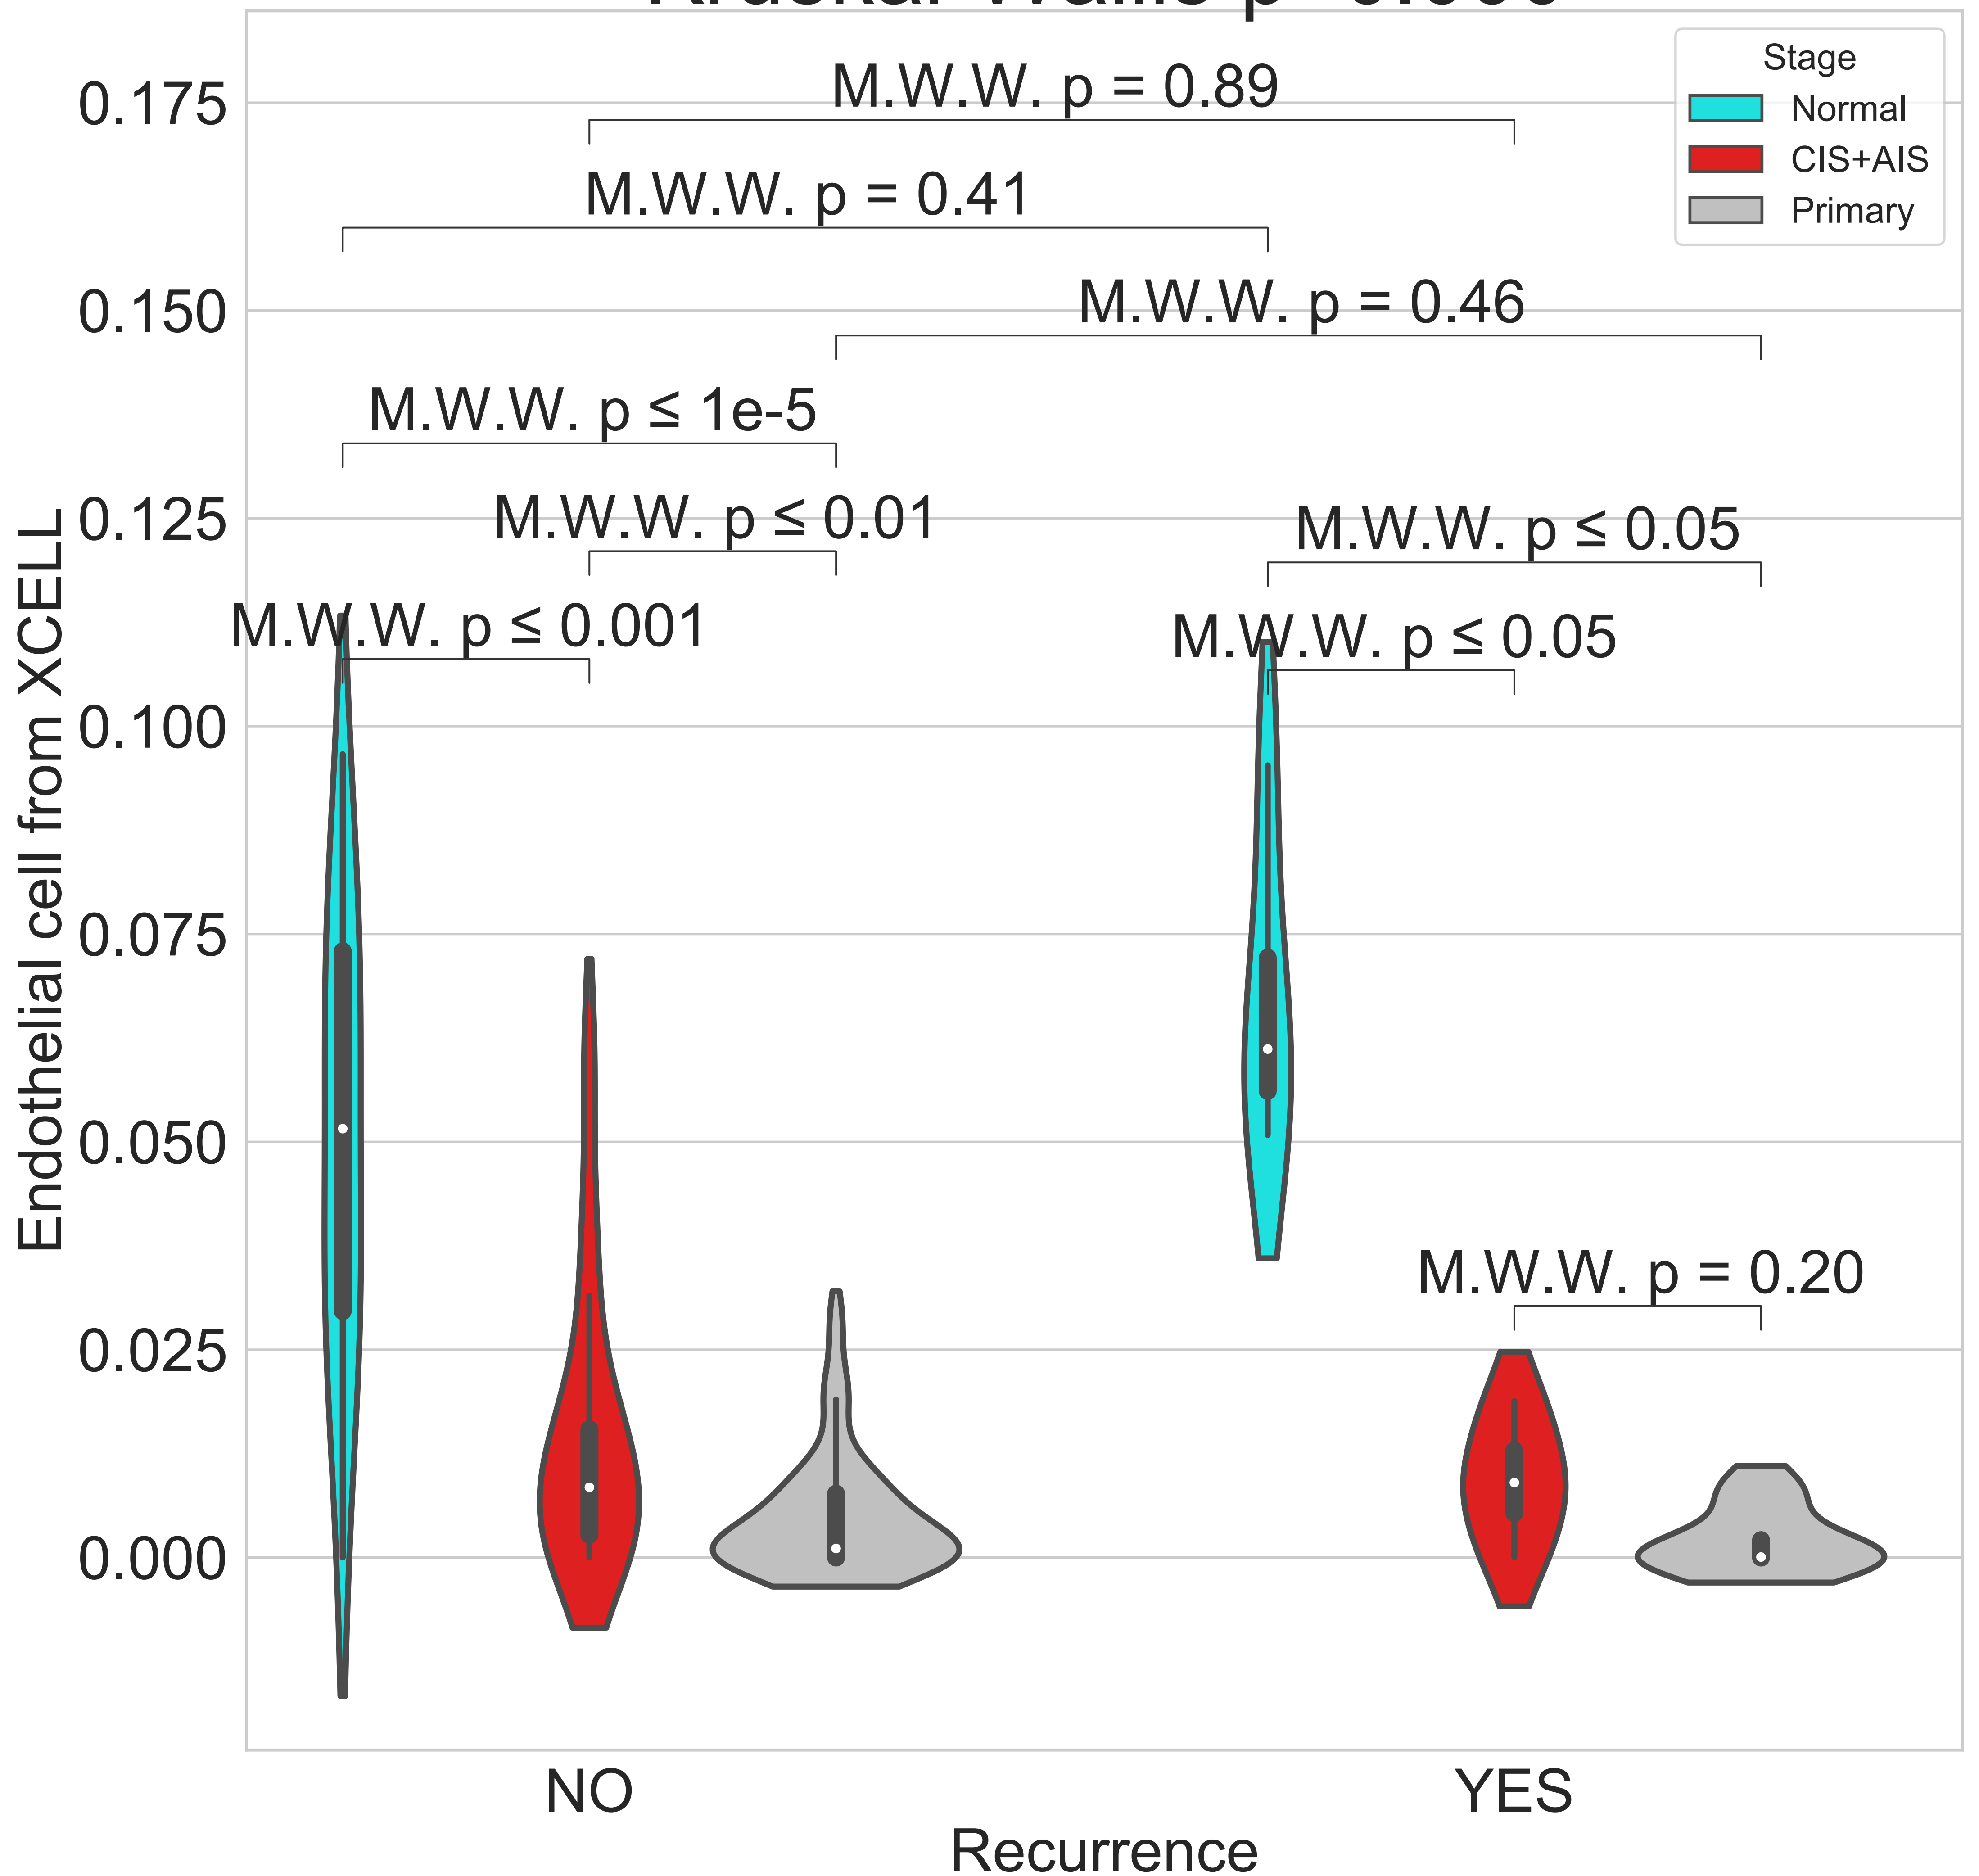 Stage
Normal
CIS+AIS
Primary
M.W.W. p = 0.89
M.W.W. p = 0.41
M.W.W. p = 0.46
M.W.W. p ≤ 1e-5
M.W.W. p ≤ 0.01
M.W.W. p ≤ 0.05
M.W.W. p ≤ 0.001
M.W.W. p ≤ 0.05
M.W.W. p = 0.20
0.175
0.150
0.125
0.100
0.075
0.050
0.025
0.000
Endothelial cell from XCELL
NO
YES
Recurrence